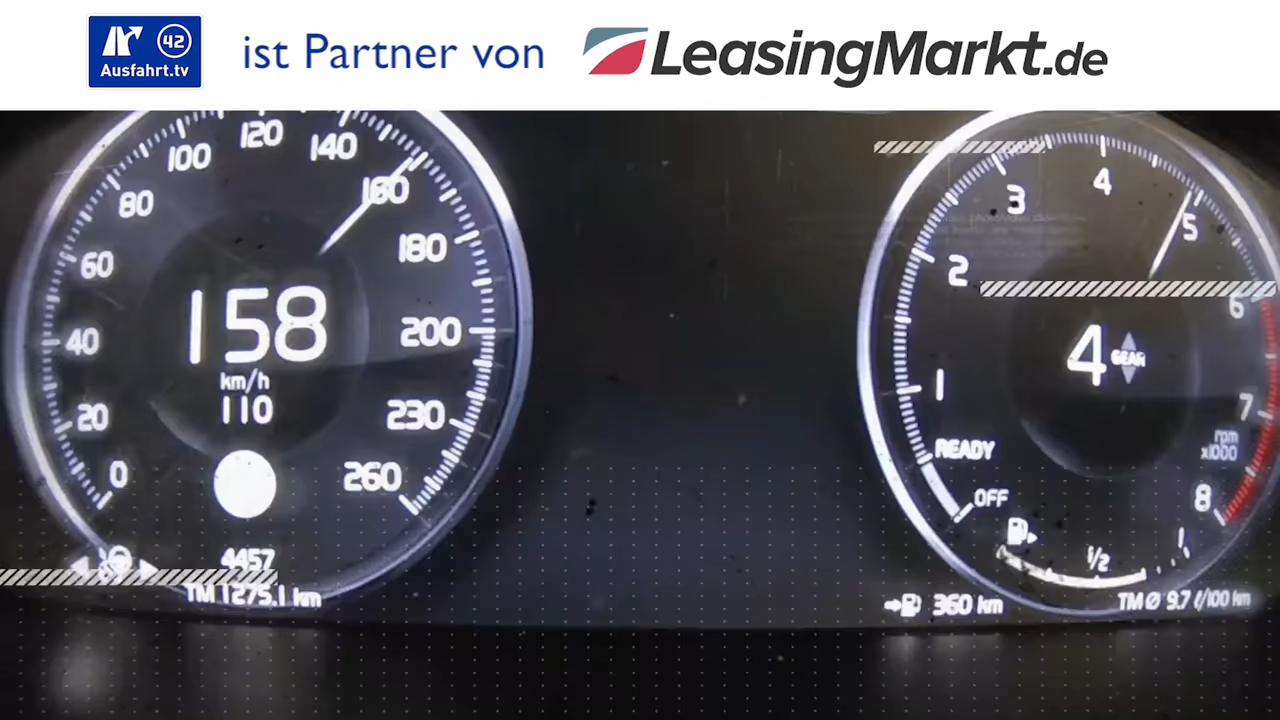 42
Ausfahrt.tv
ist Partner von
LeasingMarkt.de
0
20
40
60
80
100
120
140
160
180
200
230
260
158
km/h
110
4457
TM 1275.1 km
OFF
READY
1
2
3
4
5
6
7
8
rpm
x1000
4 GEAR
1/2
1
360 km
TM Ø 9.7 ℓ/100 km